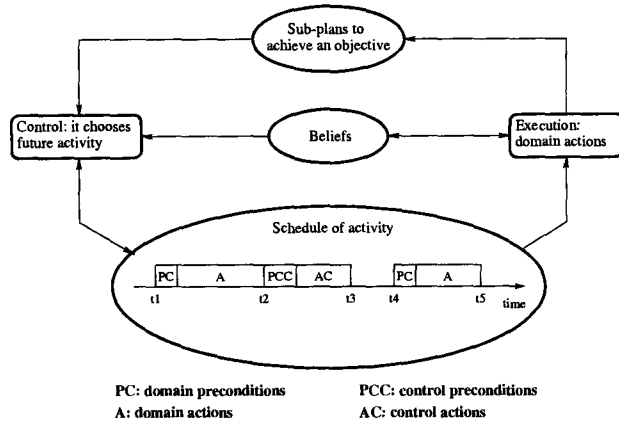 Sub-plans to
achieve an objective
Control: it chooses
future activity
Beliefs
Execution:
domain actions
Schedule of activity
PC A PCC AC PC A
t1 t2 t3 t4 t5 time
PC: domain preconditions PCC: control preconditions
A: domain actions AC: control actions